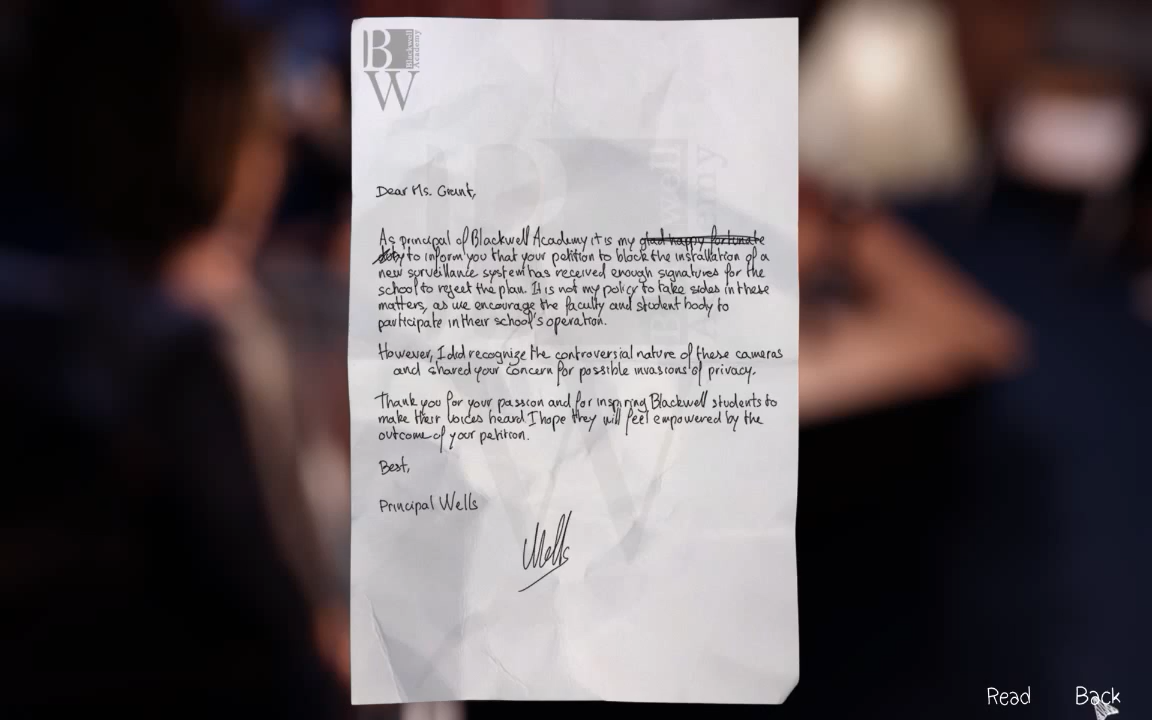 B
W
Blackwell
Academy
Dear Ms. Grant,
As principal of Blackwell Academy it is my glad happy fortunate
duty to inform you that your petition to block the installation of a
new surveillance system has received enough signatures for the
school to reject the plan. It is not my policy to take sides in these
matters, as we encourage the faculty and student body to
participate in their school's operation.
However, I did recognize the controversial nature of these cameras
and shared your concern for possible invasions of privacy.
Thank you for your passion and for inspiring Blackwell students to
make their voices heard I hope they will feel empowered by the
outcome of your petition.
Best,
Principal Wells
Wells
Read Back